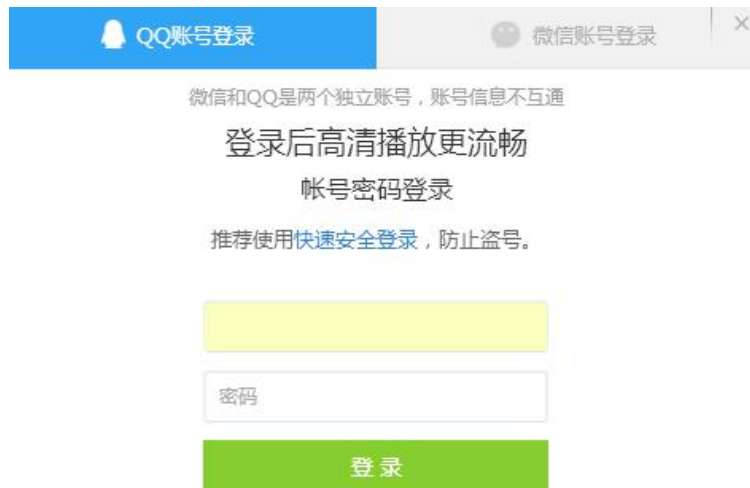 QQ账号登录
微信账号登录
微信和QQ是两个独立账号，账号信息不互通
登录后高清播放更流畅
帐号密码登录
推荐使用快速安全登录，防止盗号。
密码
登 录